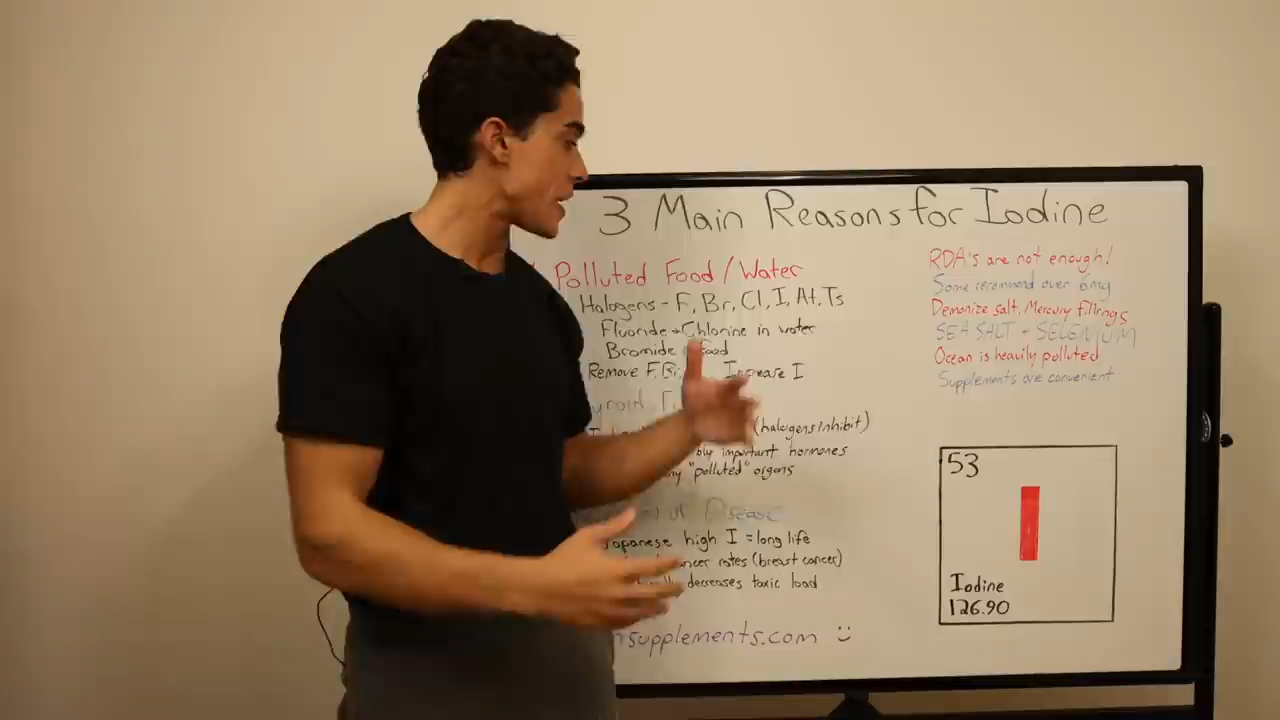 3 Main Reasons for Iodine
Polluted Food / Water
Halogens - F, Br, Cl, I, At, Ts
Fluoride + Chlorine in water
Bromide food
Remove F, Br, Increase I
(halogens inhibit)
important hormones
"polluted" organs
Disease
Japanese high I = long life
rates (breast cancer)
decreases toxic load
supplements.com :)
RDA's are not enough!
Some recommend over 6mg
Demonize salt, Mercury fillings
SEA SALT + SELENIUM
Ocean is heavily polluted
Supplements are convenient
53
I
Iodine
126.90